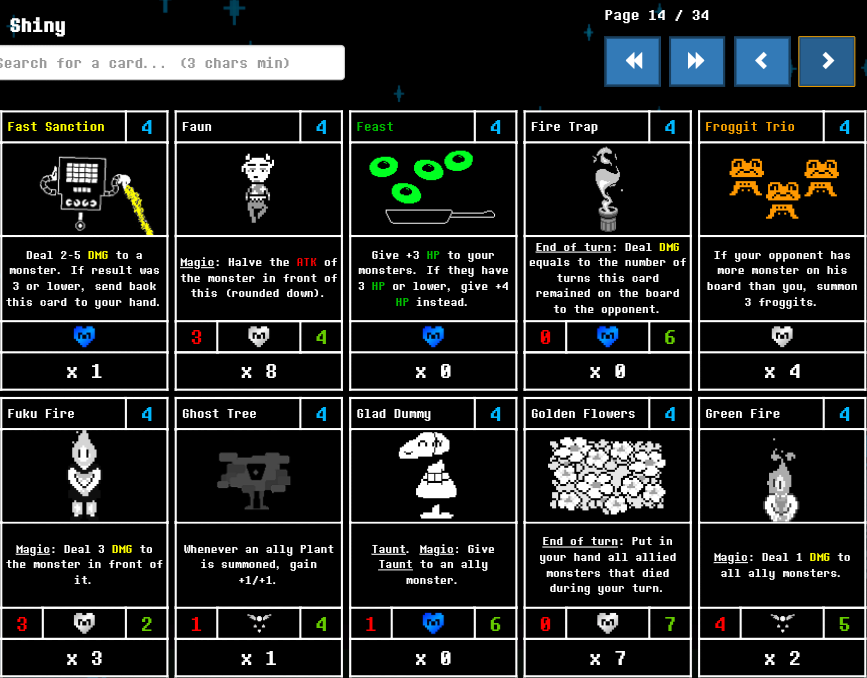 Shiny
Page 14 / 34
Search for a card... (3 chars min)
Fast Sanction 4
Deal 2-5 DMG to a
monster. If result was
3 or lower, send back
this card to your hand.
x 1
Faun 4
Magic: Halve the ATK of
the monster in front of
this (rounded down).
3 4
x 8
Feast 4
Give +3 HP to your
monsters. If they have
3 HP or lower, give +4
HP instead.
x 0
Fire Trap 4
End of turn: Deal DMG
equals to the number of
turns this card
remained on the board
to the opponent.
0 6
x 0
Froggit Trio 4
If your opponent has
more monster on his
board than you, summon
3 froggits.
x 4
Fuku Fire 4
Magic: Deal 3 DMG to
the monster in front of
it.
3 2
x 3
Ghost Tree 4
Whenever an ally Plant
is summoned, gain
+1/+1.
1 4
x 1
Glad Dummy 4
Taunt. Magic: Give
Taunt to an ally
monster.
1 6
x 0
Golden Flowers 4
End of turn: Put in
your hand all allied
monsters that died
during your turn.
0 7
x 7
Green Fire 4
Magic: Deal 1 DMG to
all ally monsters.
4 5
x 2